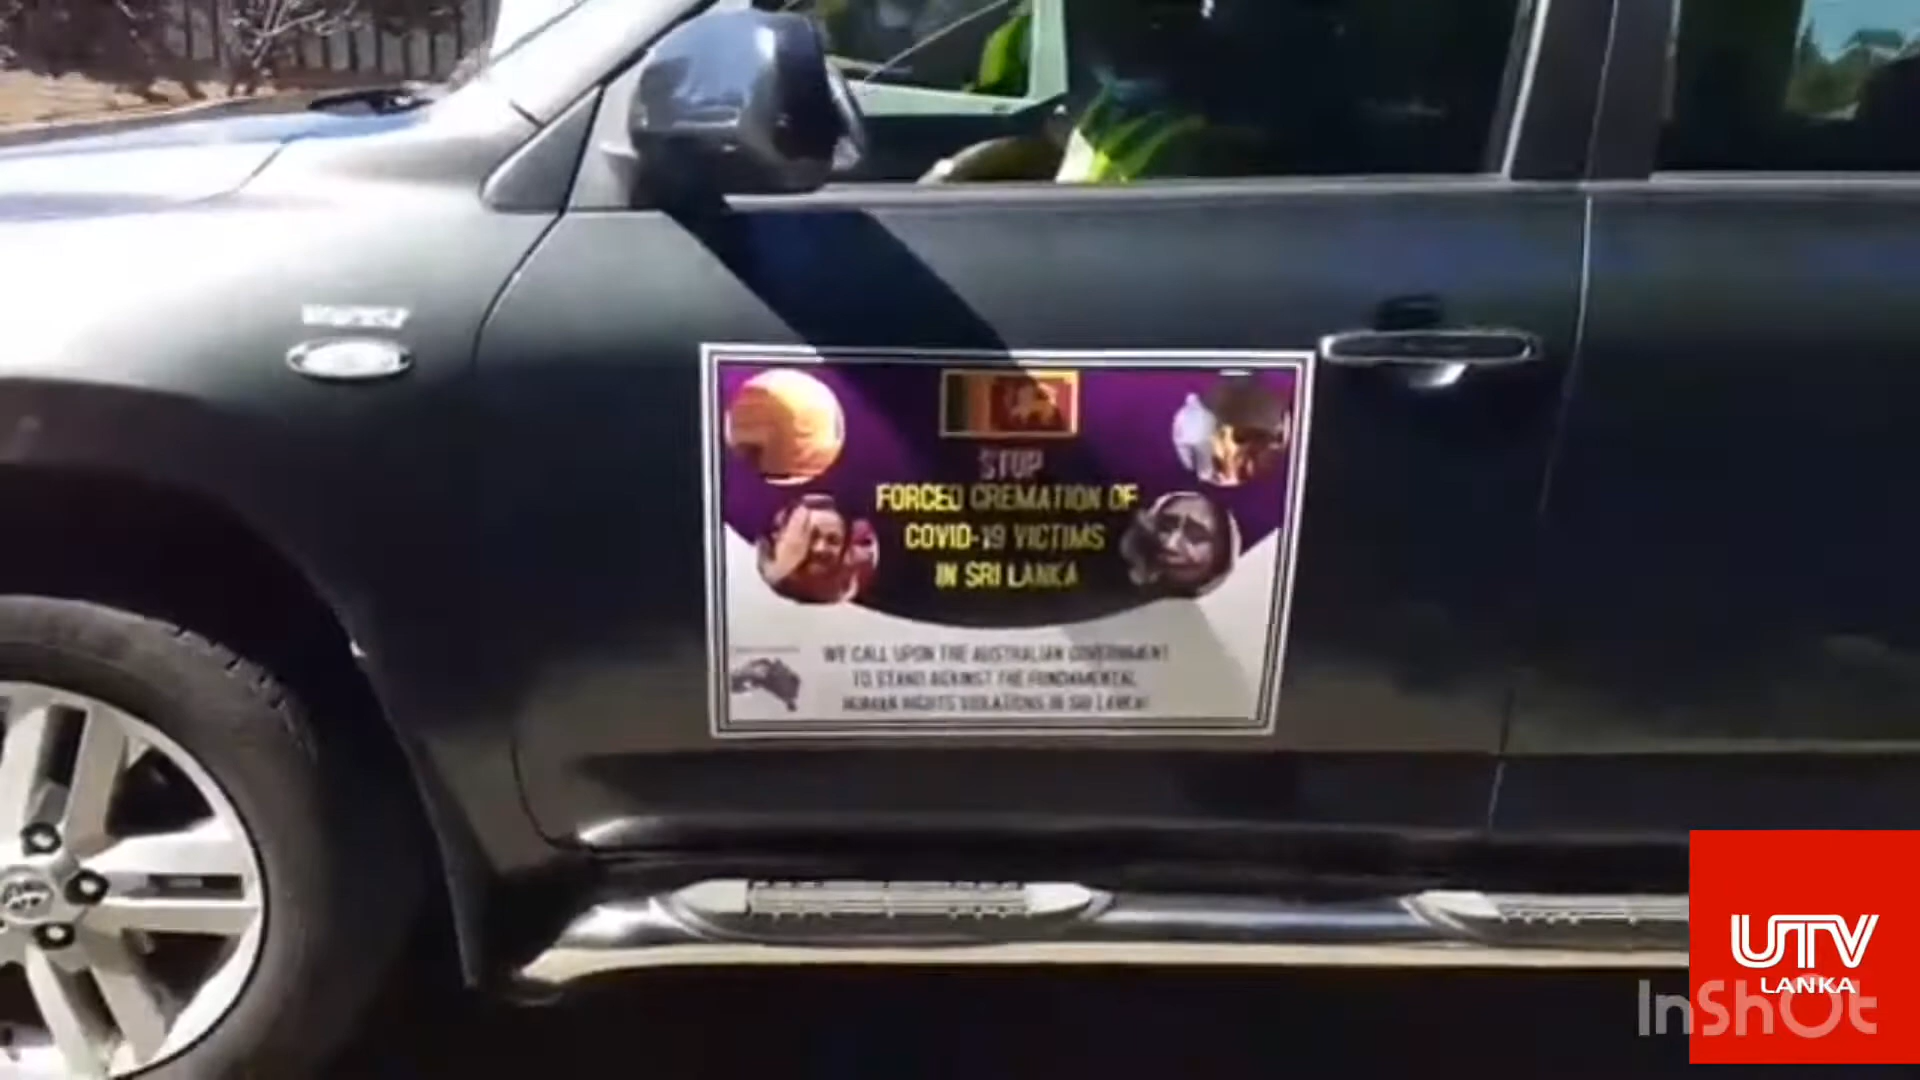 STOP
FORCED CREMATION OF
COVID-19 VICTIMS
IN SRI LANKA
WE CALL UPON THE AUSTRALIAN GOVERNMENT
TO STAND AGAINST THE FUNDAMENTAL
HUMAN RIGHTS VIOLATIONS IN SRI LANKA!
UTV
LANKA
InShOt